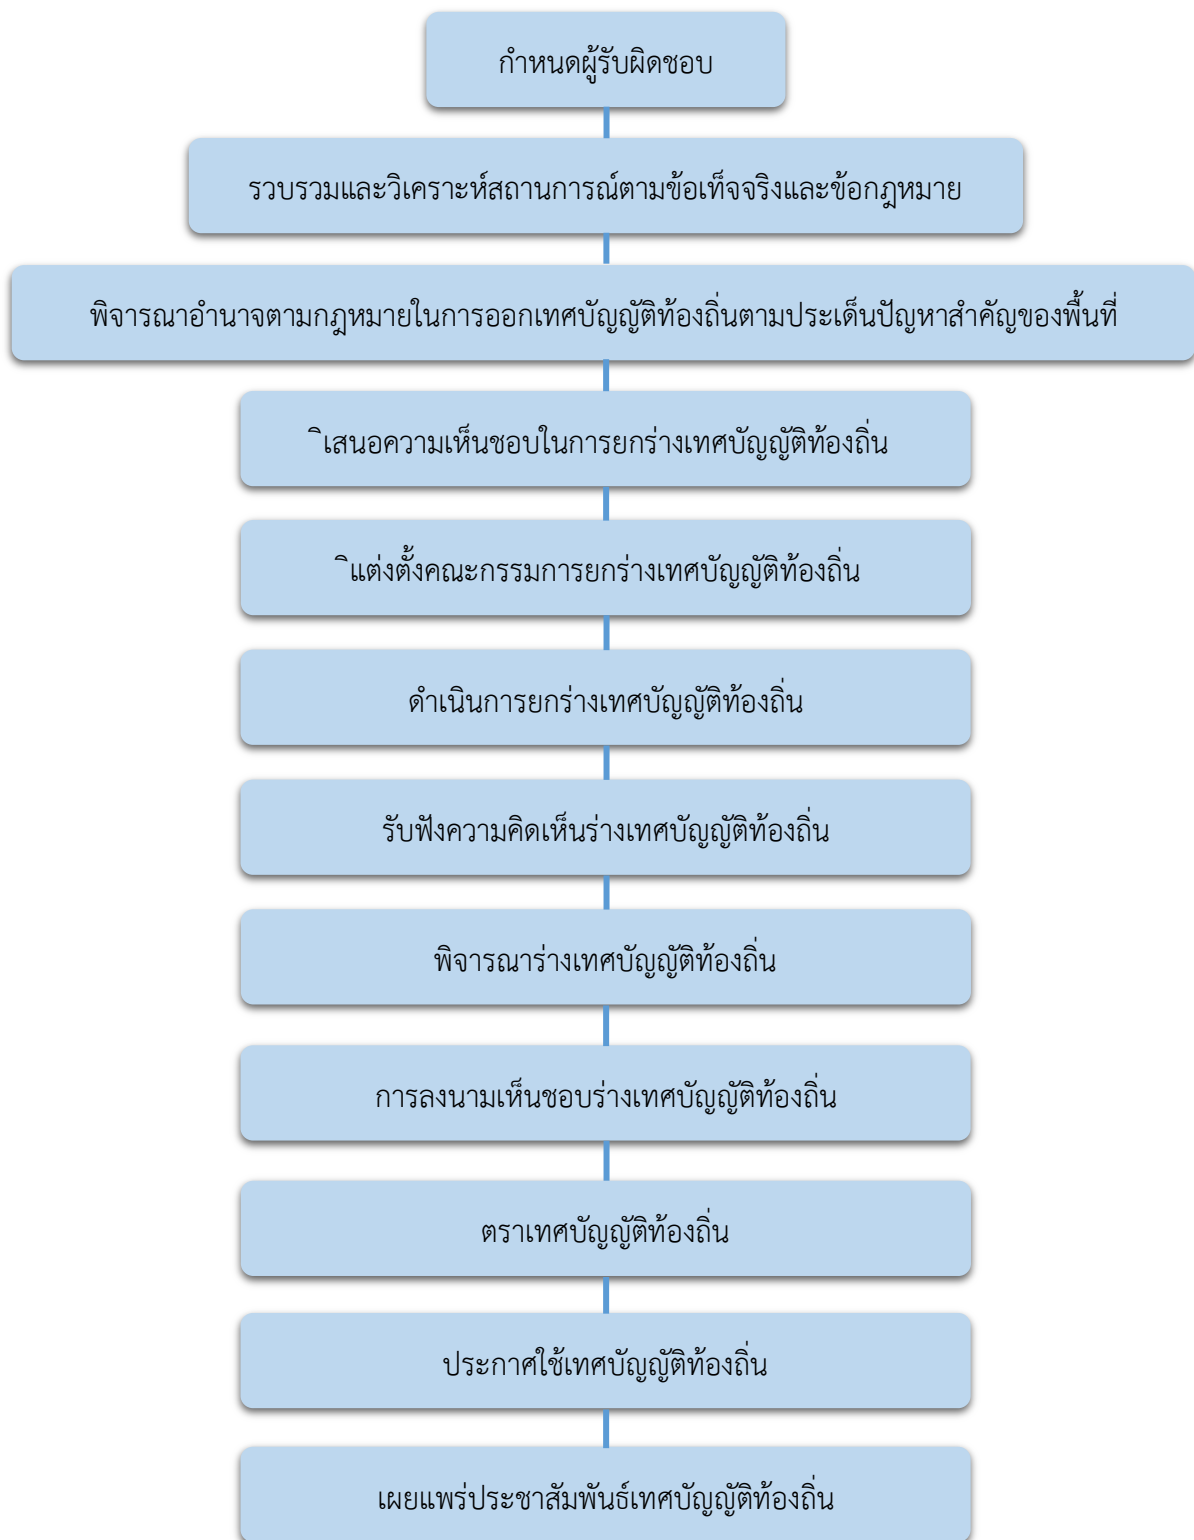 กำหนดผู้รับผิดชอบ
รวบรวมและวิเคราะห์สถานการณ์ตามข้อเท็จจริงและข้อกฎหมาย
พิจารณาอำนาจตามกฎหมายในการออกเทศบัญญัติท้องถิ่นตามประเด็นปัญหาสำคัญของพื้นที่
ิเสนอความเห็นชอบในการยกร่างเทศบัญญัติท้องถิ่น
ิแต่งตั้งคณะกรรมการยกร่างเทศบัญญัติท้องถิ่น
ดำเนินการยกร่างเทศบัญญัติท้องถิ่น
รับฟังความคิดเห็นร่างเทศบัญญัติท้องถิ่น
พิจารณาร่างเทศบัญญัติท้องถิ่น
การลงนามเห็นชอบร่างเทศบัญญัติท้องถิ่น
ตราเทศบัญญัติท้องถิ่น
ประกาศใช้เทศบัญญัติท้องถิ่น
เผยแพร่ประชาสัมพันธ์เทศบัญญัติท้องถิ่น